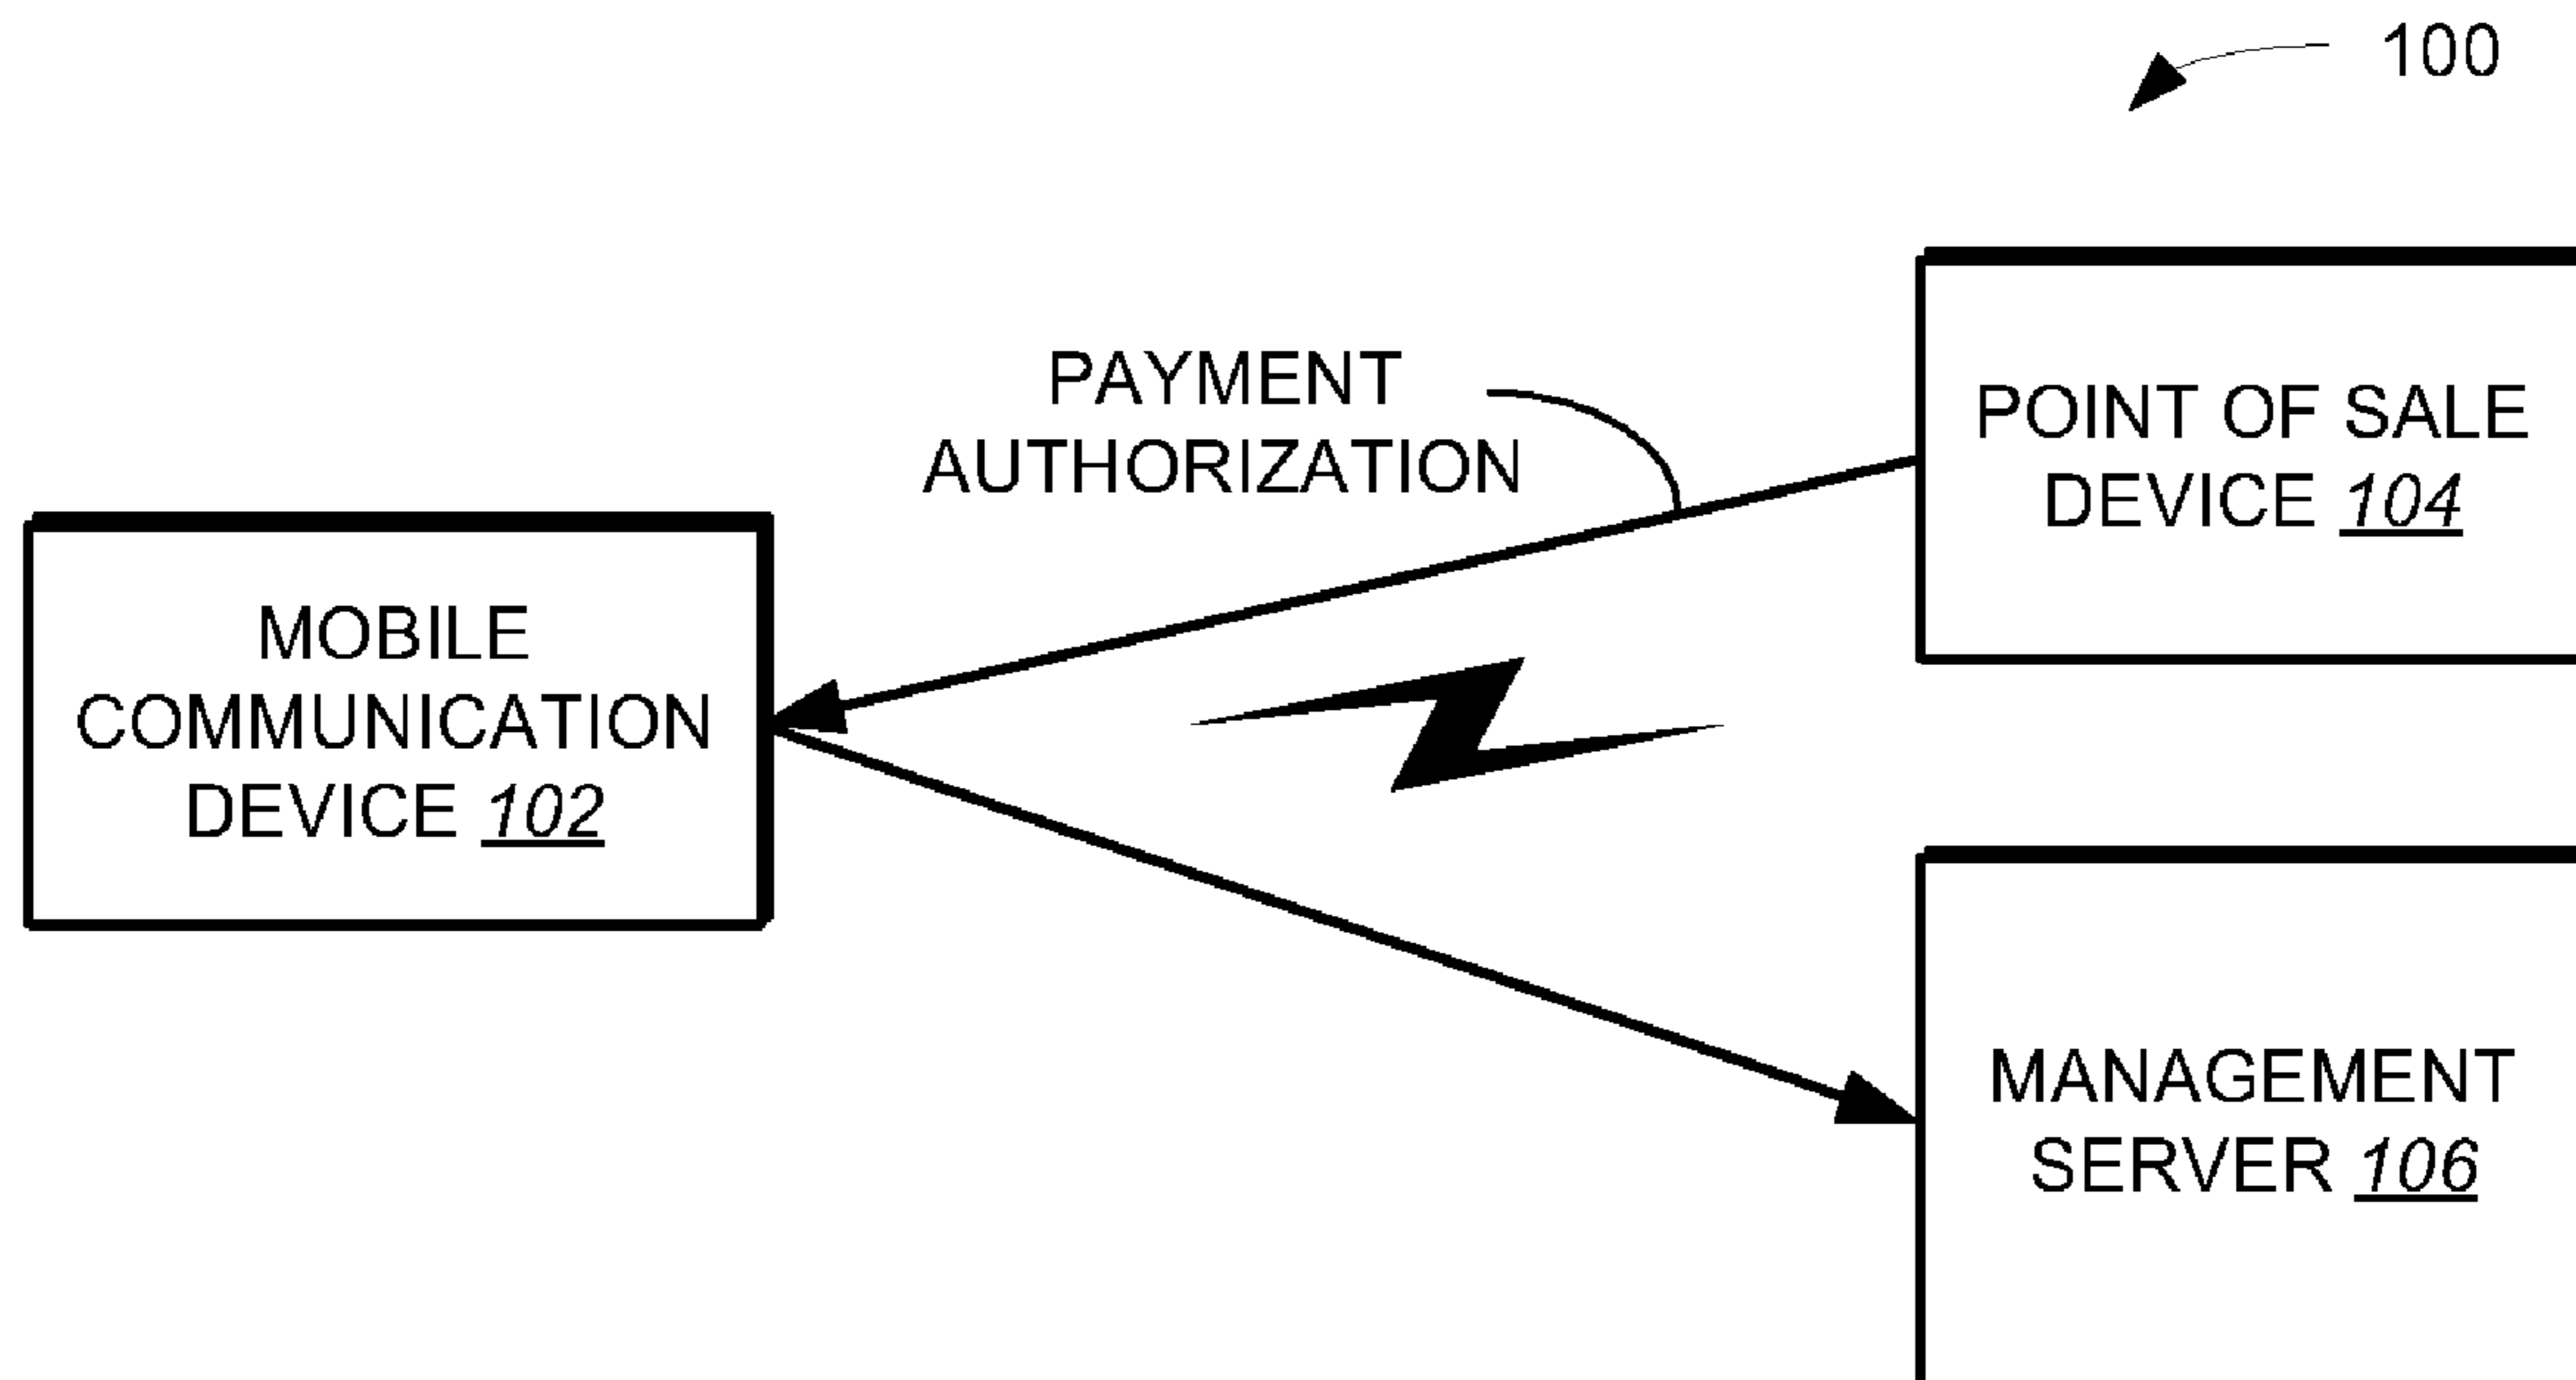 100
PAYMENT
AUTHORIZATION
POINT OF SALE
DEVICE 104
MOBILE
COMMUNICATION
DEVICE 102
MANAGEMENT
SERVER 106